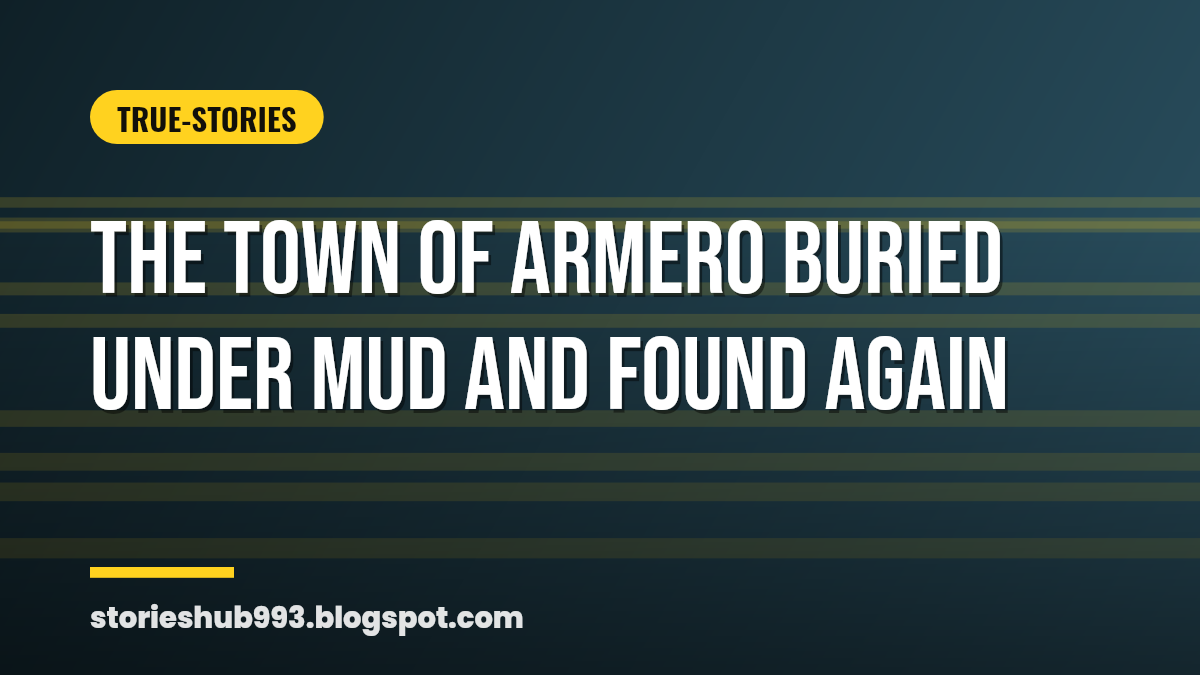 TRUE-STORIES
THE TOWN OF ARMERO BURIED
UNDER MUD AND FOUND AGAIN
storieshub993.blogspot.com